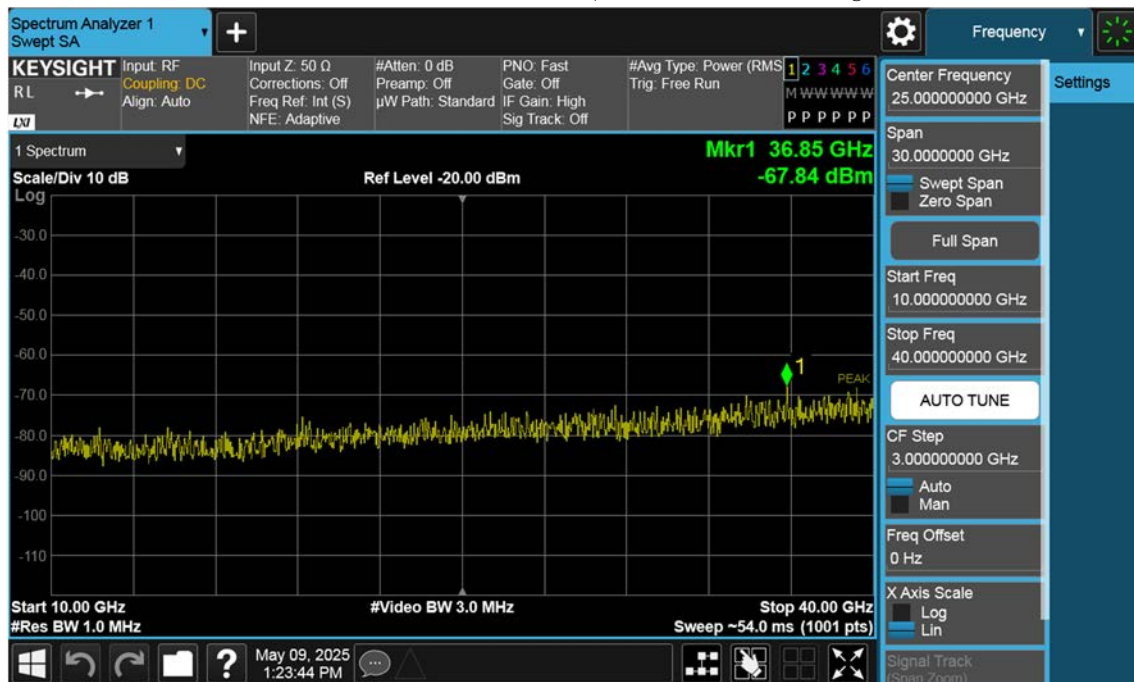 Spectrum Analyzer 1
Swept SA
+
Frequency
KEYSIGHT
RL
LXI
Input: RF
Coupling: DC
Align: Auto
Input Z: 50 Ω
Corrections: Off
Freq Ref: Int (S)
NFE: Adaptive
#Atten: 0 dB
Preamp: Off
µW Path: Standard
PNO: Fast
Gate: Off
IF Gain: High
Sig Track: Off
#Avg Type: Power (RMS
Trig: Free Run
1 2 3 4 5 6
M W W W W W
P P P P P P
1 Spectrum
Scale/Div 10 dB
Ref Level -20.00 dBm
Mkr1 36.85 GHz
-67.84 dBm
Log
-30.0
-40.0
-50.0
-60.0
-70.0
-80.0
-90.0
-100
-110
1
PEAK
Start 10.00 GHz
#Res BW 1.0 MHz
#Video BW 3.0 MHz
Stop 40.00 GHz
Sweep ~54.0 ms (1001 pts)
Center Frequency
25.000000000 GHz
Span
30.0000000 GHz
Swept Span
Zero Span
Full Span
Start Freq
10.000000000 GHz
Stop Freq
40.000000000 GHz
AUTO TUNE
CF Step
3.000000000 GHz
Auto
Man
Freq Offset
0 Hz
X Axis Scale
Log
Lin
Signal Track
(Span Zoom)
Settings
?
May 09, 2025
1:23:44 PM